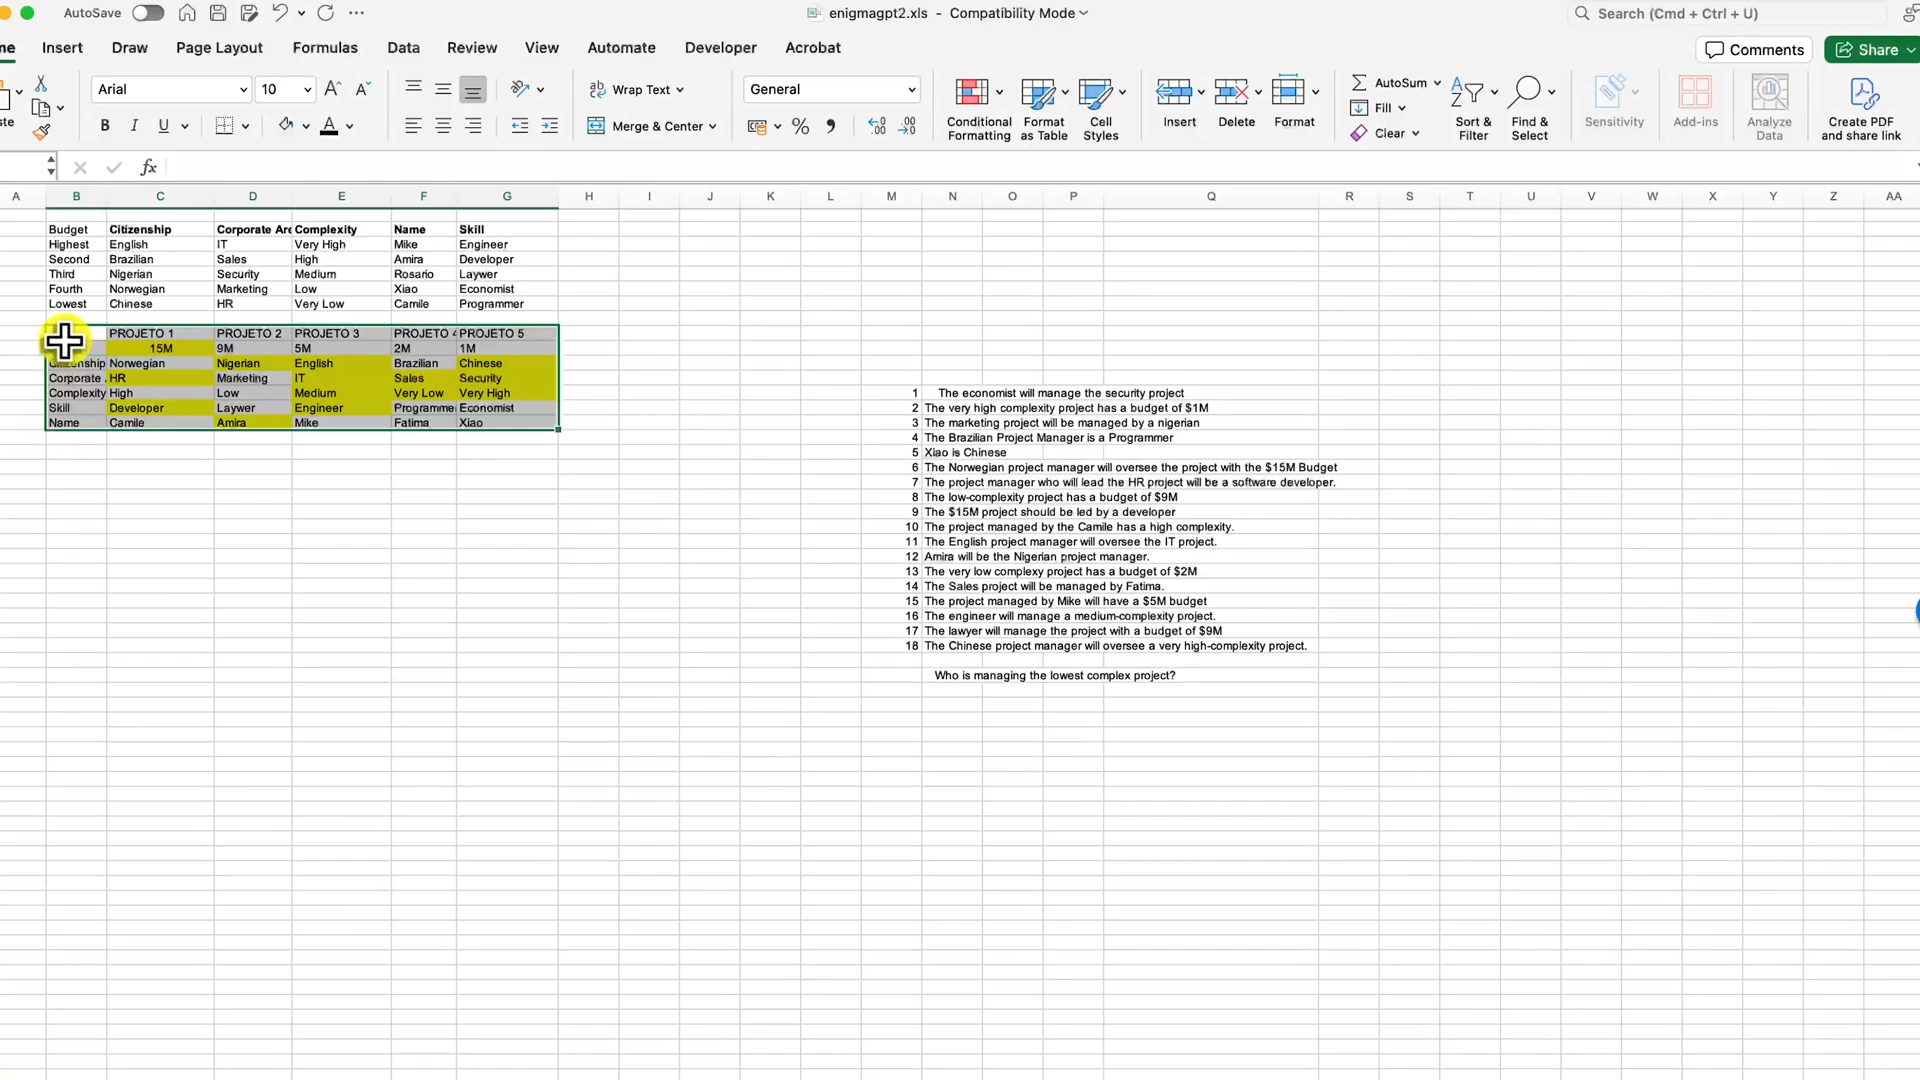 AutoSave
enigmagpt2.xls - Compatibility Mode
Search (Cmd + Ctrl + U)
Insert Draw Page Layout Formulas Data Review View Automate Developer Acrobat
Comments Share
Arial 10
Wrap Text
General
AutoSum
Fill
Clear
B I U
Merge & Center
Conditional Formatting
Format as Table
Cell Styles
Insert
Delete
Format
Sort & Filter
Find & Select
Sensitivity
Add-ins
Analyze Data
Create PDF and share link
fx
A B C D E F G H I J K L M N O P Q R S T U V W X Y Z AA
Budget Citizenship Corporate Are Complexity Name Skill
Highest English IT Very High Mike Engineer
Second Brazilian Sales High Amira Developer
Third Nigerian Security Medium Rosario Laywer
Fourth Norwegian Marketing Low Xiao Economist
Lowest Chinese HR Very Low Camile Programmer
PROJETO 1 PROJETO 2 PROJETO 3 PROJETO 4 PROJETO 5
15M 9M 5M 2M 1M
Citizenship Norwegian Nigerian English Brazilian Chinese
Corporate HR Marketing IT Sales Security
Complexity High Low Medium Very Low Very High
Skill Developer Laywer Engineer Programme Economist
Name Camile Amira Mike Fatima Xiao
1 The economist will manage the security project
2 The very high complexity project has a budget of $1M
3 The marketing project will be managed by a nigerian
4 The Brazilian Project Manager is a Programmer
5 Xiao is Chinese
6 The Norwegian project manager will oversee the project with the $15M Budget
7 The project manager who will lead the HR project will be a software developer.
8 The low-complexity project has a budget of $9M
9 The $15M project should be led by a developer
10 The project managed by the Camile has a high complexity.
11 The English project manager will oversee the IT project.
12 Amira will be the Nigerian project manager.
13 The very low complexy project has a budget of $2M
14 The Sales project will be managed by Fatima.
15 The project managed by Mike will have a $5M budget
16 The engineer will manage a medium-complexity project.
17 The lawyer will manage the project with a budget of $9M
18 The Chinese project manager will oversee a very high-complexity project.
Who is managing the lowest complex project?